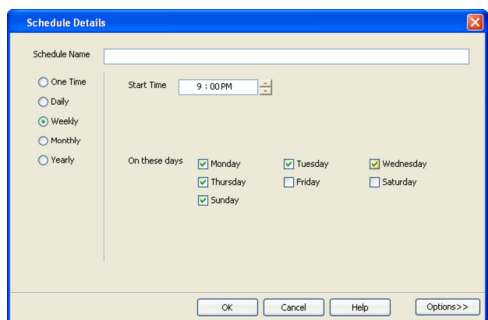 Schedule Details
Schedule Name
One Time
Daily
Weekly
Monthly
Yearly
Start Time 9 : 00 PM
On these days
Monday Tuesday Wednesday
Thursday Friday Saturday
Sunday
OK Cancel Help Options>>